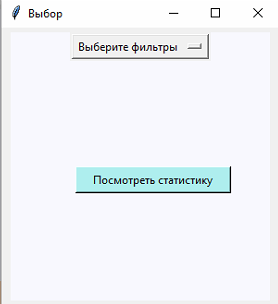 Выбор
Выберите фильтры
Посмотреть статистику